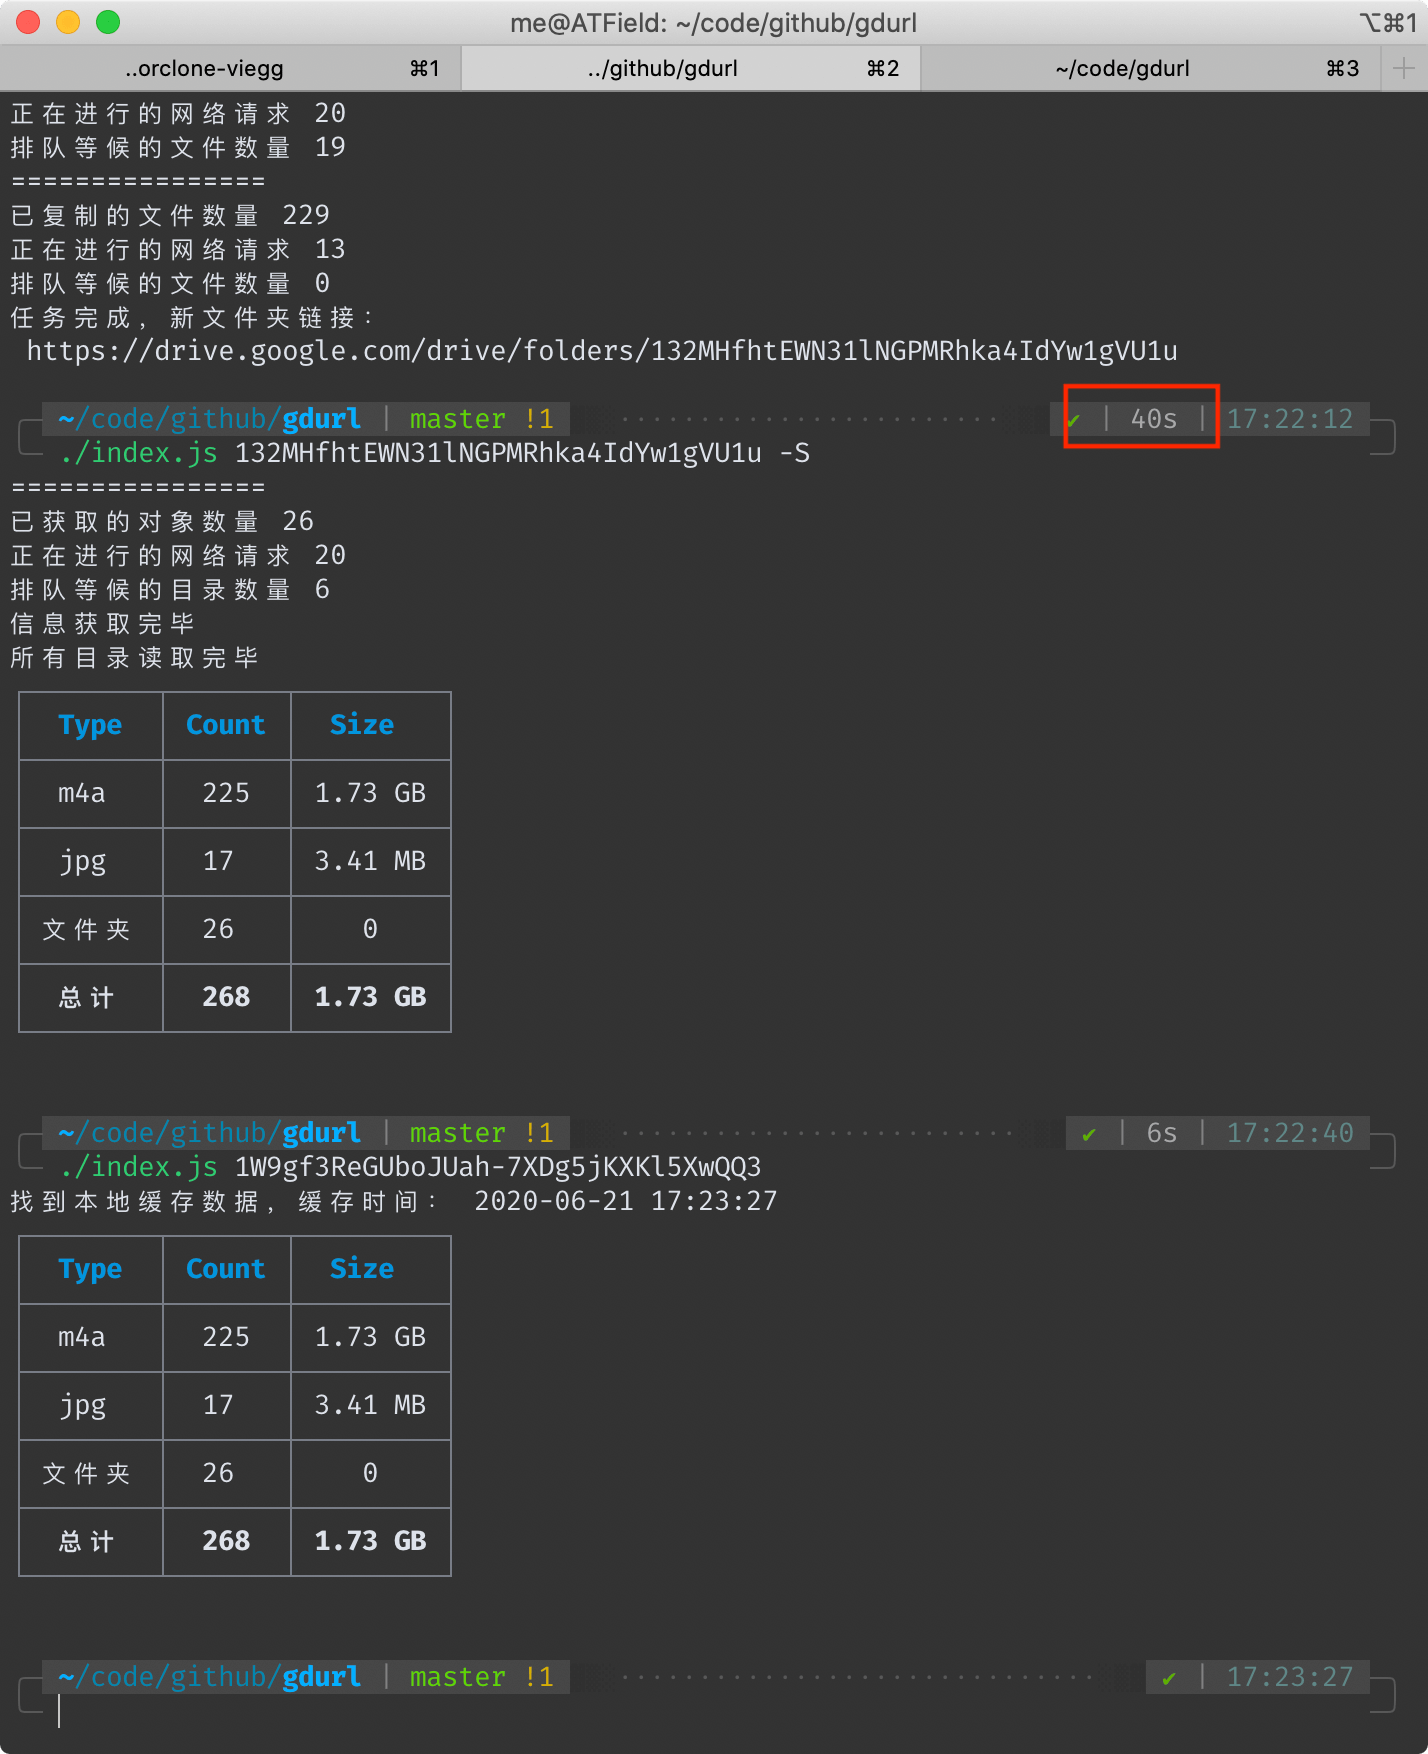 me@ATField: ~/code/github/gdurl ⌥⌘1
..orclone-viegg ⌘1 ../github/gdurl ⌘2 ~/code/gdurl ⌘3 +
正在进行的网络请求 20
排队等候的文件数量 19
================
已复制的文件数量 229
正在进行的网络请求 13
排队等候的文件数量 0
任务完成，新文件夹链接：
https://drive.google.com/drive/folders/132MHfhtEWN31lNGPMRhka4IdYw1gVU1u
~/code/github/gdurl | master !1 ························ ✔ | 40s | 17:22:12
./index.js 132MHfhtEWN31lNGPMRhka4IdYw1gVU1u -S
================
已获取的对象数量 26
正在进行的网络请求 20
排队等候的目录数量 6
信息获取完毕
所有目录读取完毕
Type Count Size
m4a 225 1.73 GB
jpg 17 3.41 MB
文件夹 26 0
总计 268 1.73 GB
~/code/github/gdurl | master !1 ························· ✔ | 6s | 17:22:40
./index.js 1W9gf3ReGUboJUah-7XDg5jKXKl5XwQQ3
找到本地缓存数据，缓存时间： 2020-06-21 17:23:27
Type Count Size
m4a 225 1.73 GB
jpg 17 3.41 MB
文件夹 26 0
总计 268 1.73 GB
~/code/github/gdurl | master !1 ······························ ✔ | 17:23:27